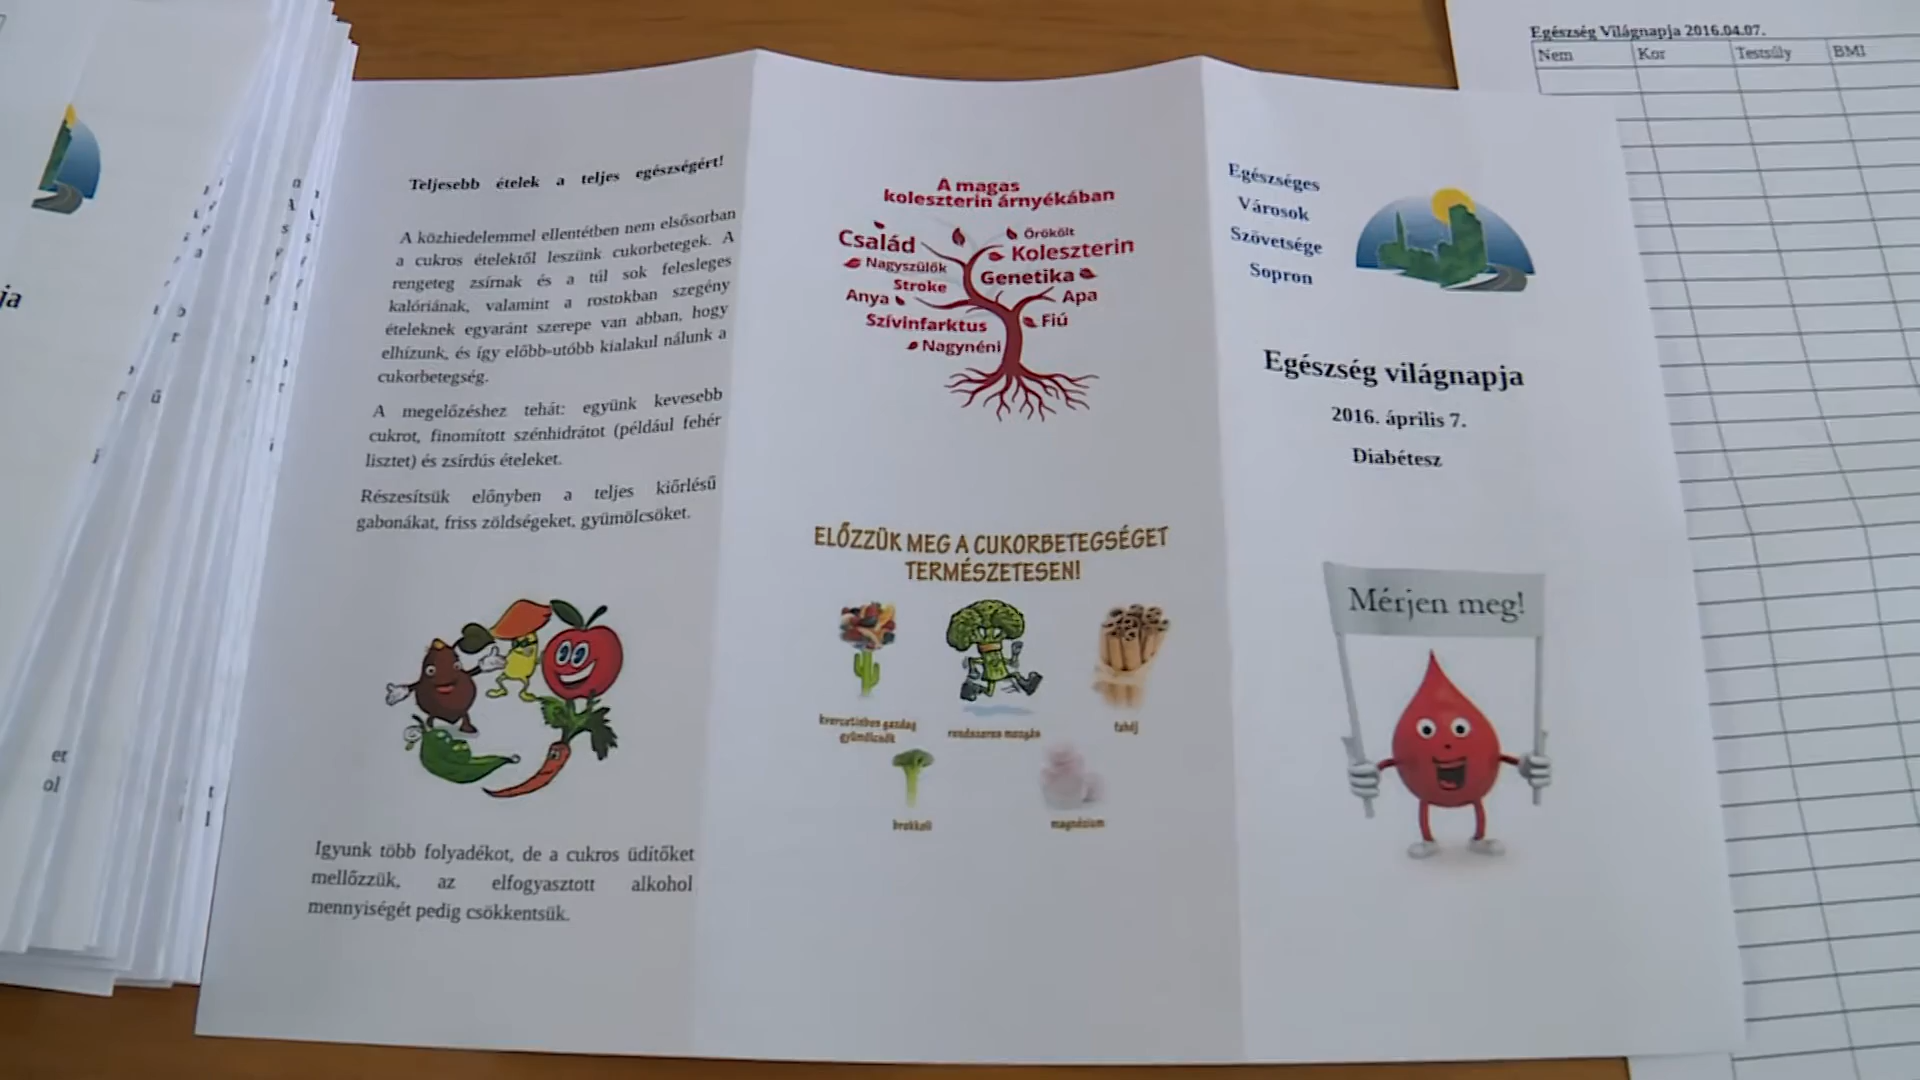 Teljesebb ételek a teljes egészségért!
A közhiedelemmel ellentétben nem elsősorban
a cukros ételektől leszünk cukorbetegek. A
rengeteg zsírnak és a túl sok felesleges
kalóriának, valamint a rostokban szegény
ételeknek egyaránt szerepe van abban, hogy
elhízunk, és így előbb-utóbb kialakul nálunk a
cukorbetegség.
A megelőzéshez tehát: együnk kevesebb
cukrot, finomított szénhidrátot (például fehér
lisztet) és zsírdús ételeket.
Részesítsük előnyben a teljes kiőrlésű
gabonákat, friss zöldségeket, gyümölcsöket.
Igyunk több folyadékot, de a cukros üdítőket
mellőzzük, az elfogyasztott alkohol
mennyiségét pedig csökkentsük.
A magas
koleszterin árnyékában
Család
Örökölt
Koleszterin
Nagyszülők
Genetika
Stroke
Anya
Apa
Szívinfarktus
Fiú
Nagynéni
ELŐZZÜK MEG A CUKORBETEGSÉGET
TERMÉSZETESEN!
kvercetinben gazdag
gyümölcsök
rendszeres mozgás
fahéj
brokkoli
magnézium
Egészséges
Városok
Szövetsége
Sopron
Egészség világnapja
2016. április 7.
Diabétesz
Mérjen meg!
Egészség Világnapja 2016.04.07.
Nem Kor Testsúly BMI
ja
et
ol